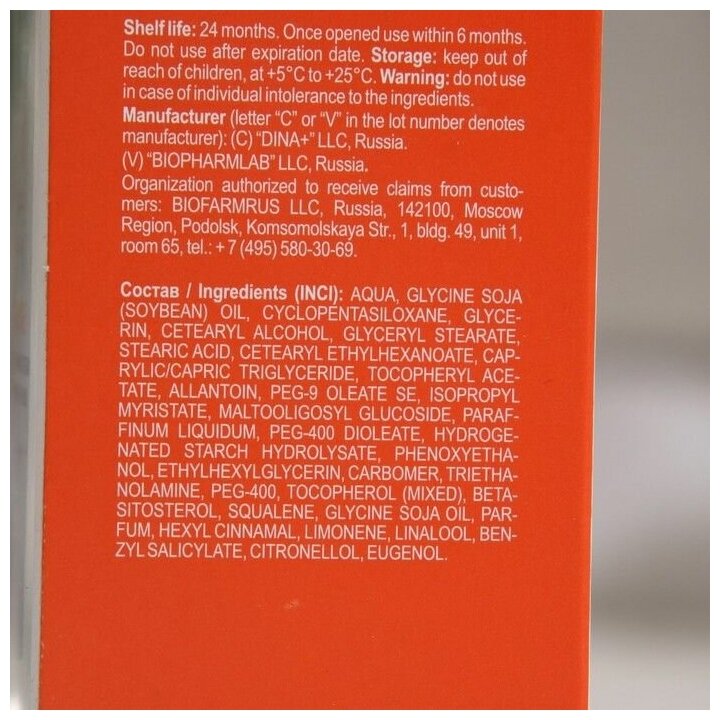 Shelf life: 24 months. Once opened use within 6 months.
Do not use after expiration date. Storage: keep out of
reach of children, at +5°C to +25°C. Warning: do not use
in case of individual intolerance to the ingredients.
Manufacturer (letter “C” or “V” in the lot number denotes
manufacturer): (C) “DINA+” LLC, Russia.
(V) “BIOPHARMLAB” LLC, Russia.
Organization authorized to receive claims from custo-
mers: BIOFARMRUS LLC, Russia, 142100, Moscow
Region, Podolsk, Komsomolskaya Str., 1, bldg. 49, unit 1,
room 65, tel.: +7 (495) 580-30-69.
Состав / Ingredients (INCI): AQUA, GLYCINE SOJA
(SOYBEAN) OIL, CYCLOPENTASILOXANE, GLYCE-
RIN, CETEARYL ALCOHOL, GLYCERYL STEARATE,
STEARIC ACID, CETEARYL ETHYLHEXANOATE, CAP-
RYLIC/CAPRIC TRIGLYCERIDE, TOCOPHERYL ACE-
TATE, ALLANTOIN, PEG-9 OLEATE SE, ISOPROPYL
MYRISTATE, MALTOOLIGOSYL GLUCOSIDE, PARAF-
FINUM LIQUIDUM, PEG-400 DIOLEATE, HYDROGE-
NATED STARCH HYDROLYSATE, PHENOXYETHA-
NOL, ETHYLHEXYLGLYCERIN, CARBOMER, TRIETHA-
NOLAMINE, PEG-400, TOCOPHEROL (MIXED), BETA-
SITOSTEROL, SQUALENE, GLYCINE SOJA OIL, PAR-
FUM, HEXYL CINNAMAL, LIMONENE, LINALOOL, BEN-
ZYL SALICYLATE, CITRONELLOL, EUGENOL.